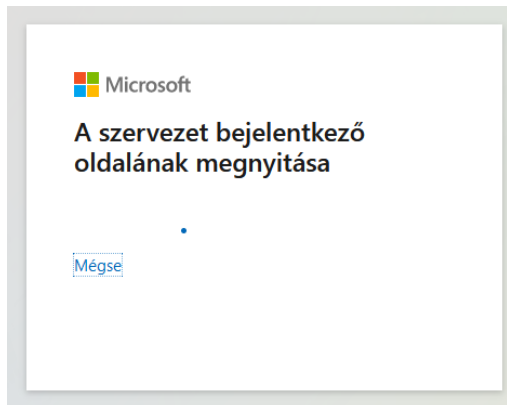 Microsoft
A szervezet bejelentkező
oldalának megnyitása
Mégse